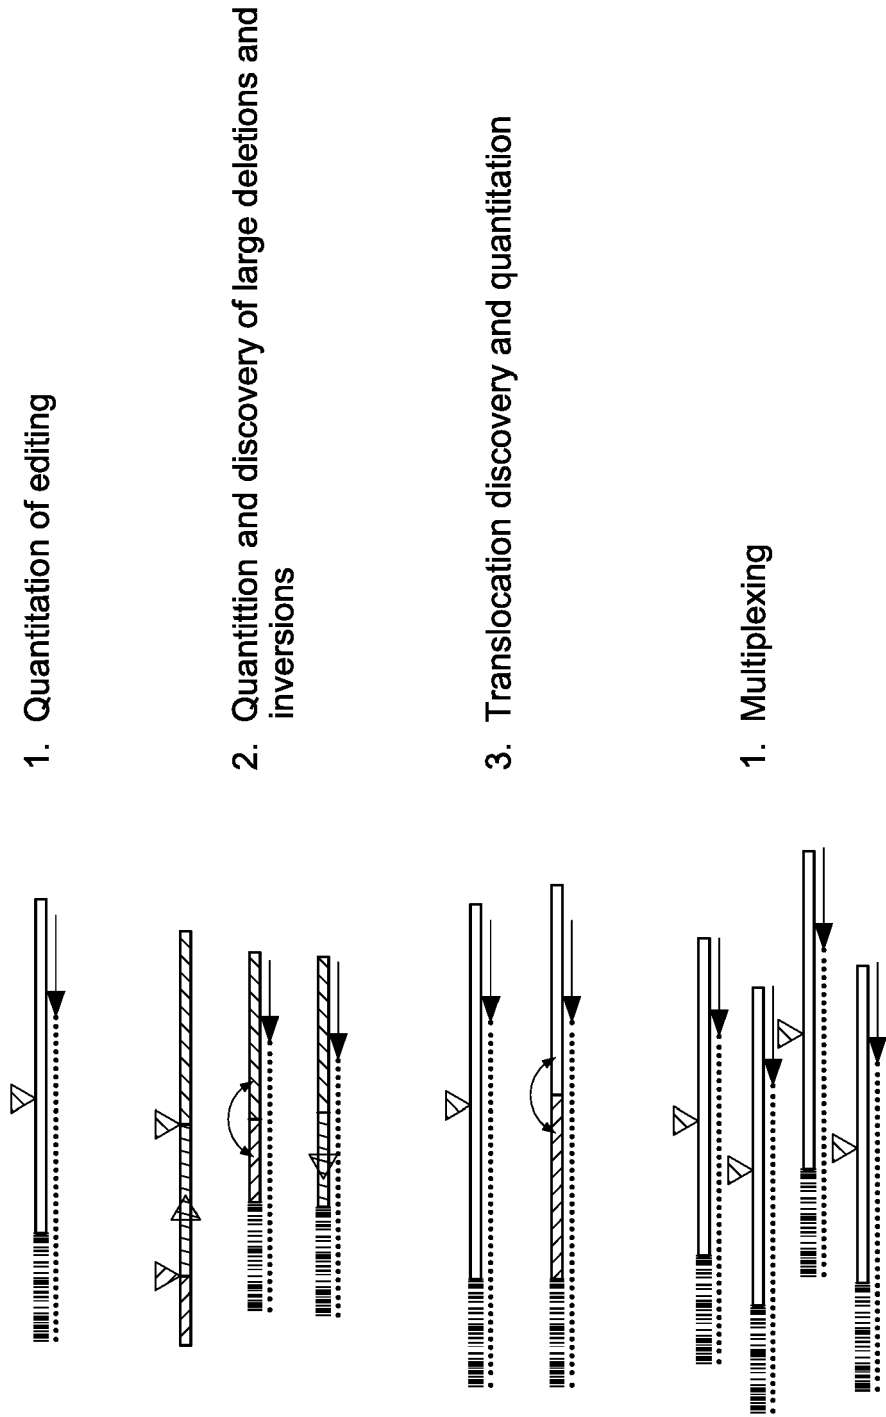 1. Quantitation of editing
2. Quantittion and discovery of large deletions and
inversions
3. Translocation discovery and quantitation
1. Multiplexing